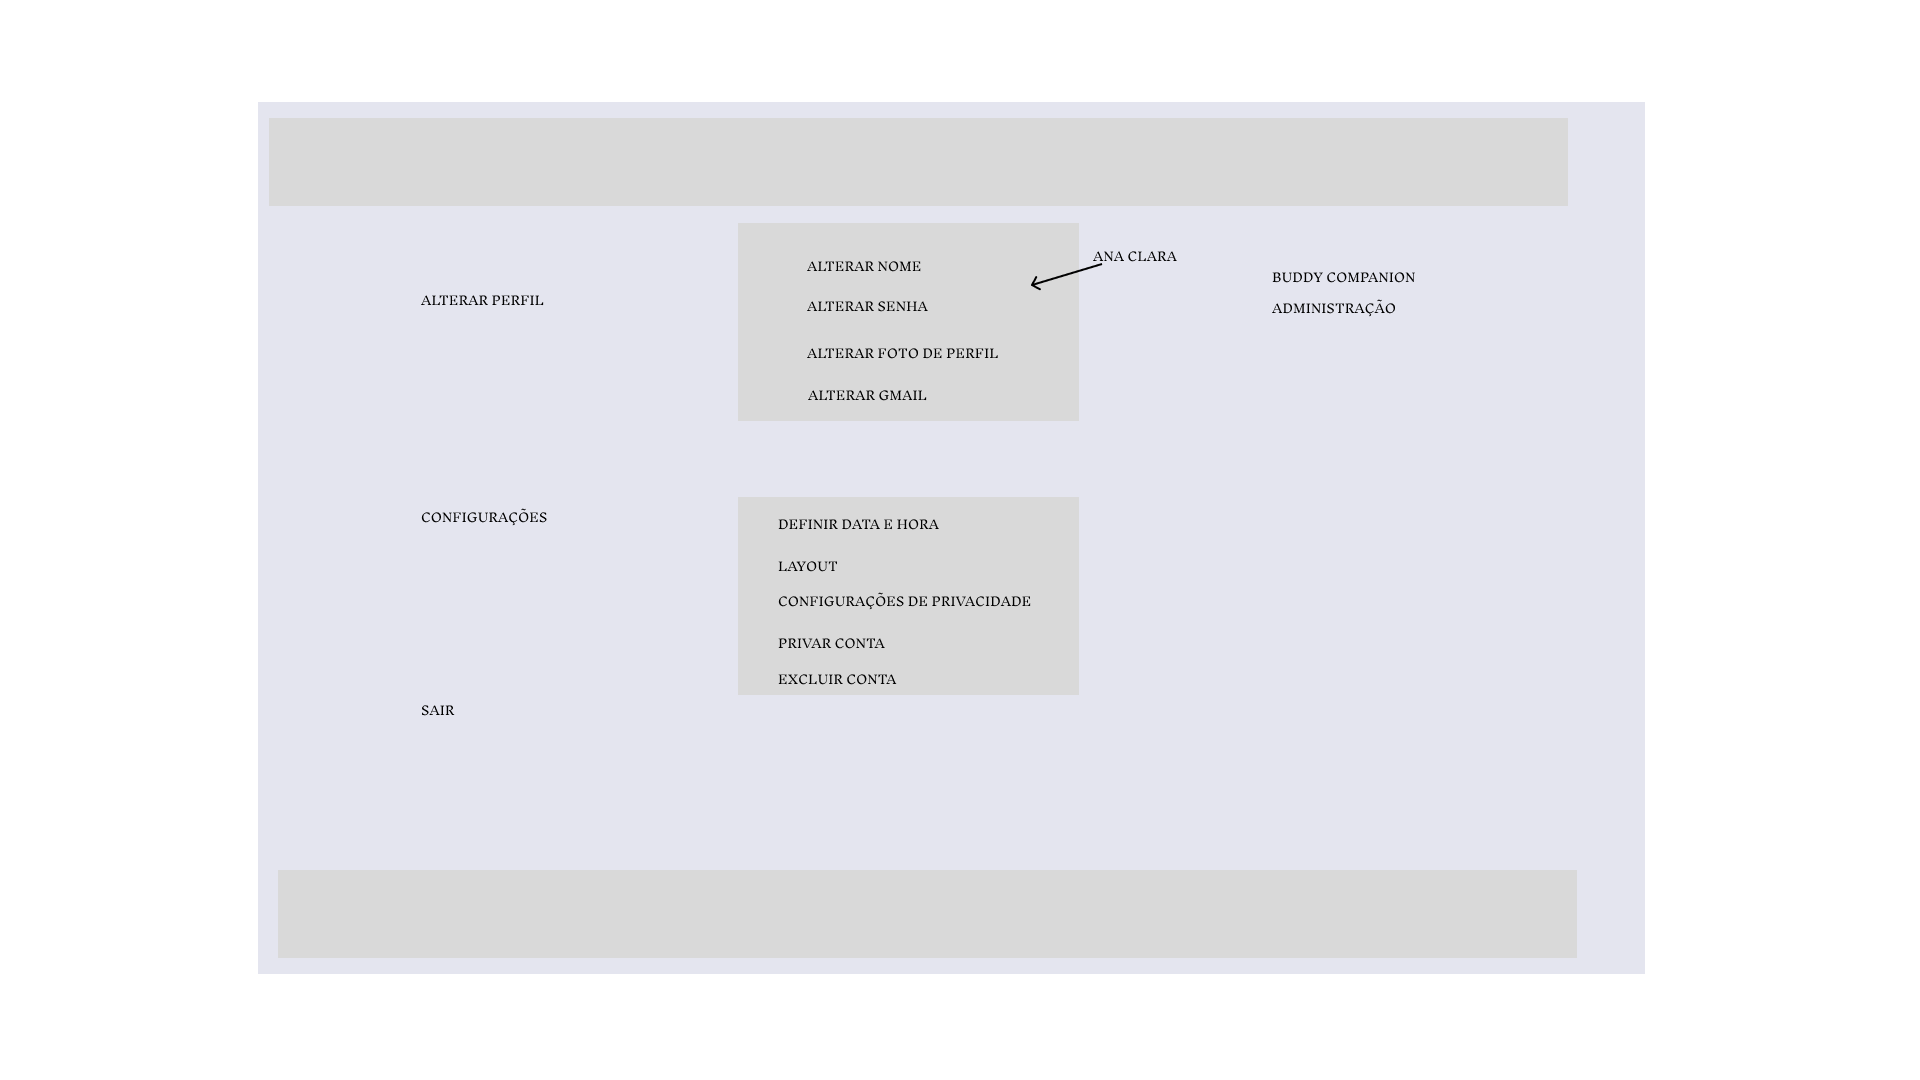 ALTERAR PERFIL
ALTERAR NOME
ALTERAR SENHA
ALTERAR FOTO DE PERFIL
ALTERAR GMAIL
ANA CLARA
BUDDY COMPANION
ADMINISTRAÇÃO
CONFIGURAÇÕES
DEFINIR DATA E HORA
LAYOUT
CONFIGURAÇÕES DE PRIVACIDADE
PRIVAR CONTA
EXCLUIR CONTA
SAIR